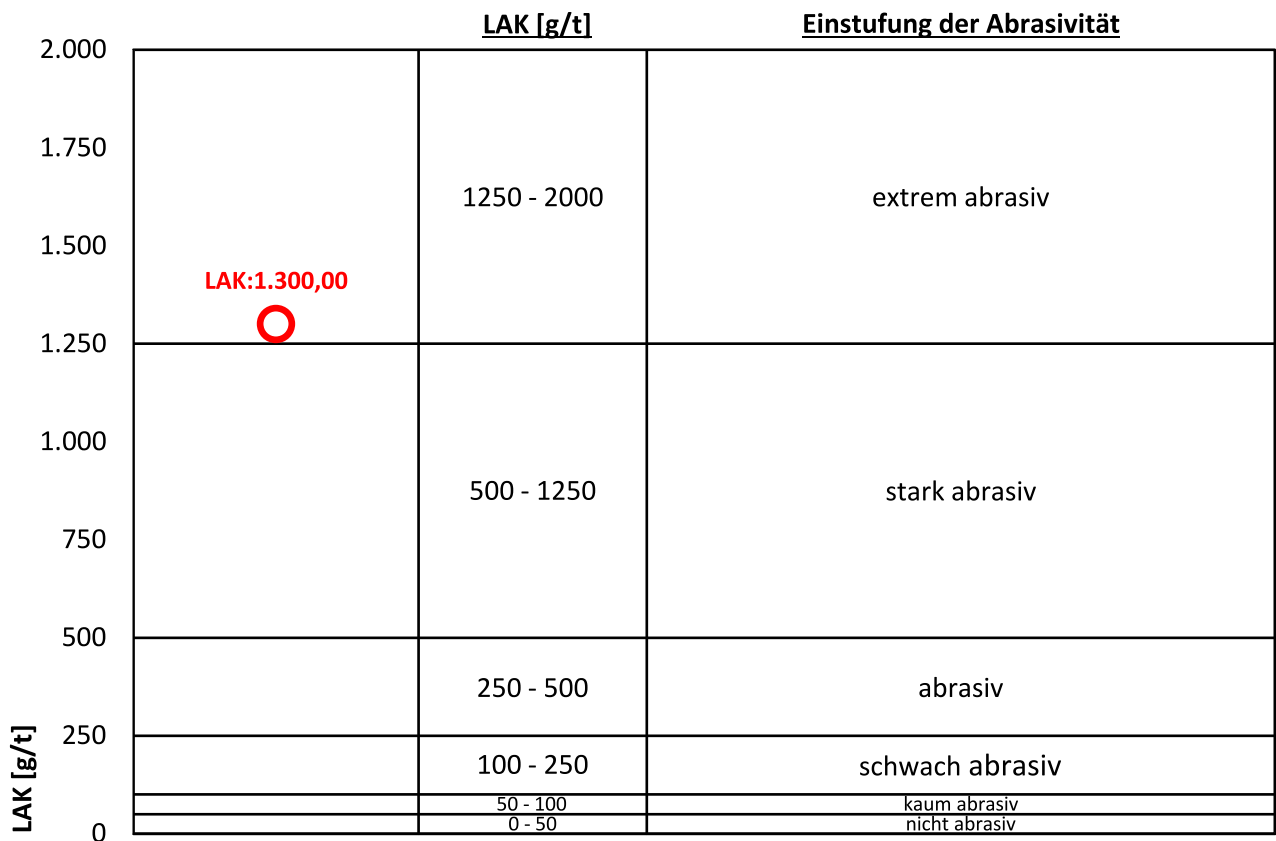 LAK [g/t] Einstufung der Abrasivität
2.000
1.750
1250 - 2000 extrem abrasiv
1.500
LAK:1.300,00
1.250
1.000
500 - 1250 stark abrasiv
750
500
250 - 500 abrasiv
250
LAK [g/t]
100 - 250 schwach abrasiv
50 - 100 kaum abrasiv
0 - 50 nicht abrasiv
0